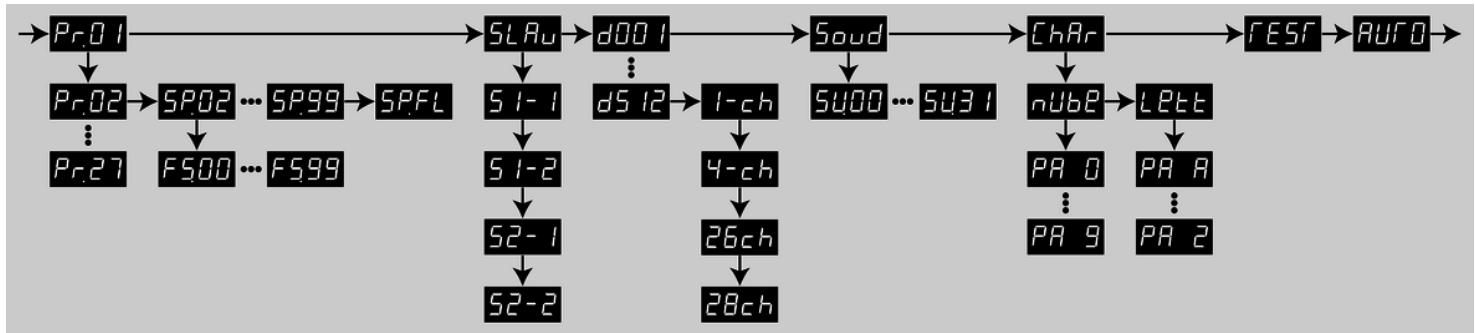 Pr.01 SLAv d001 Soud ChAr TEST AUTO
Pr.02 SP.02 SP.99 SP.FL S1-1 dS12 1-ch SU.00 SU.31 nUbE LEtt
Pr.27 FS.00 FS.99 S1-2 4-ch PA 0 PA A
S2-1 26ch PA 9 PA Z
S2-2 28ch